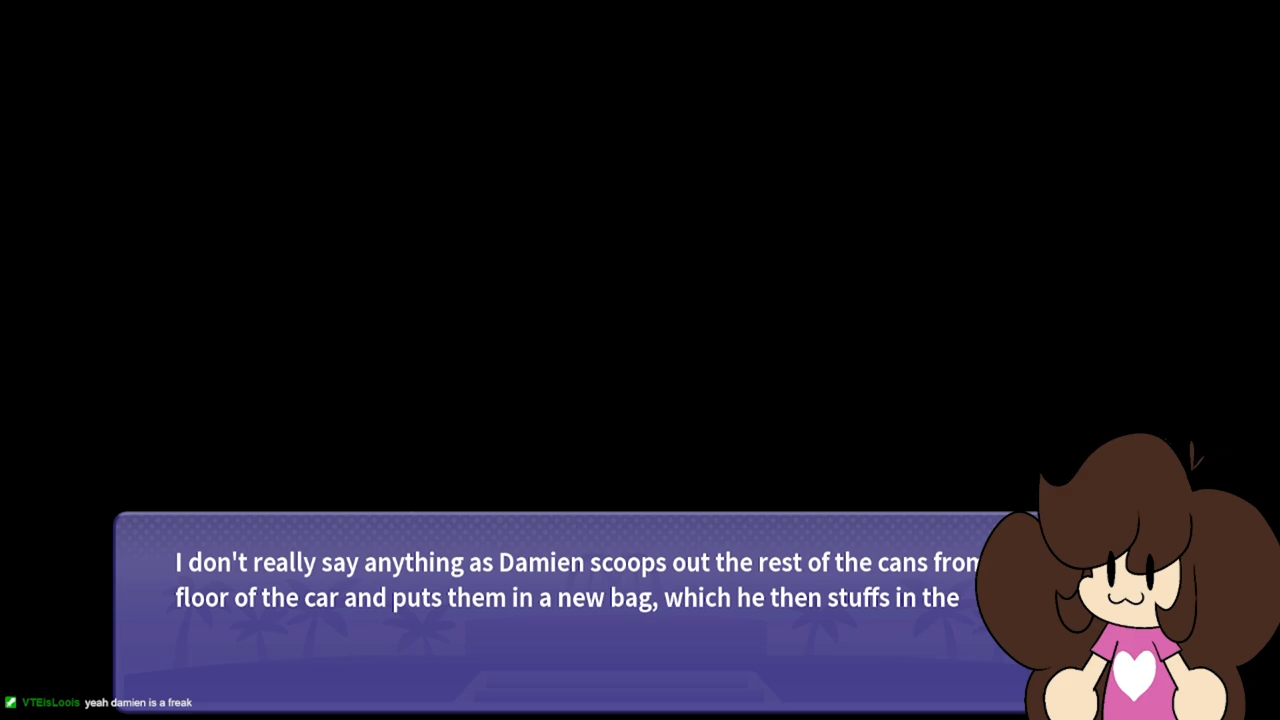 I don't really say anything as Damien scoops out the rest of the cans from
floor of the car and puts them in a new bag, which he then stuffs in the
VTEisLoois yeah damien is a freak